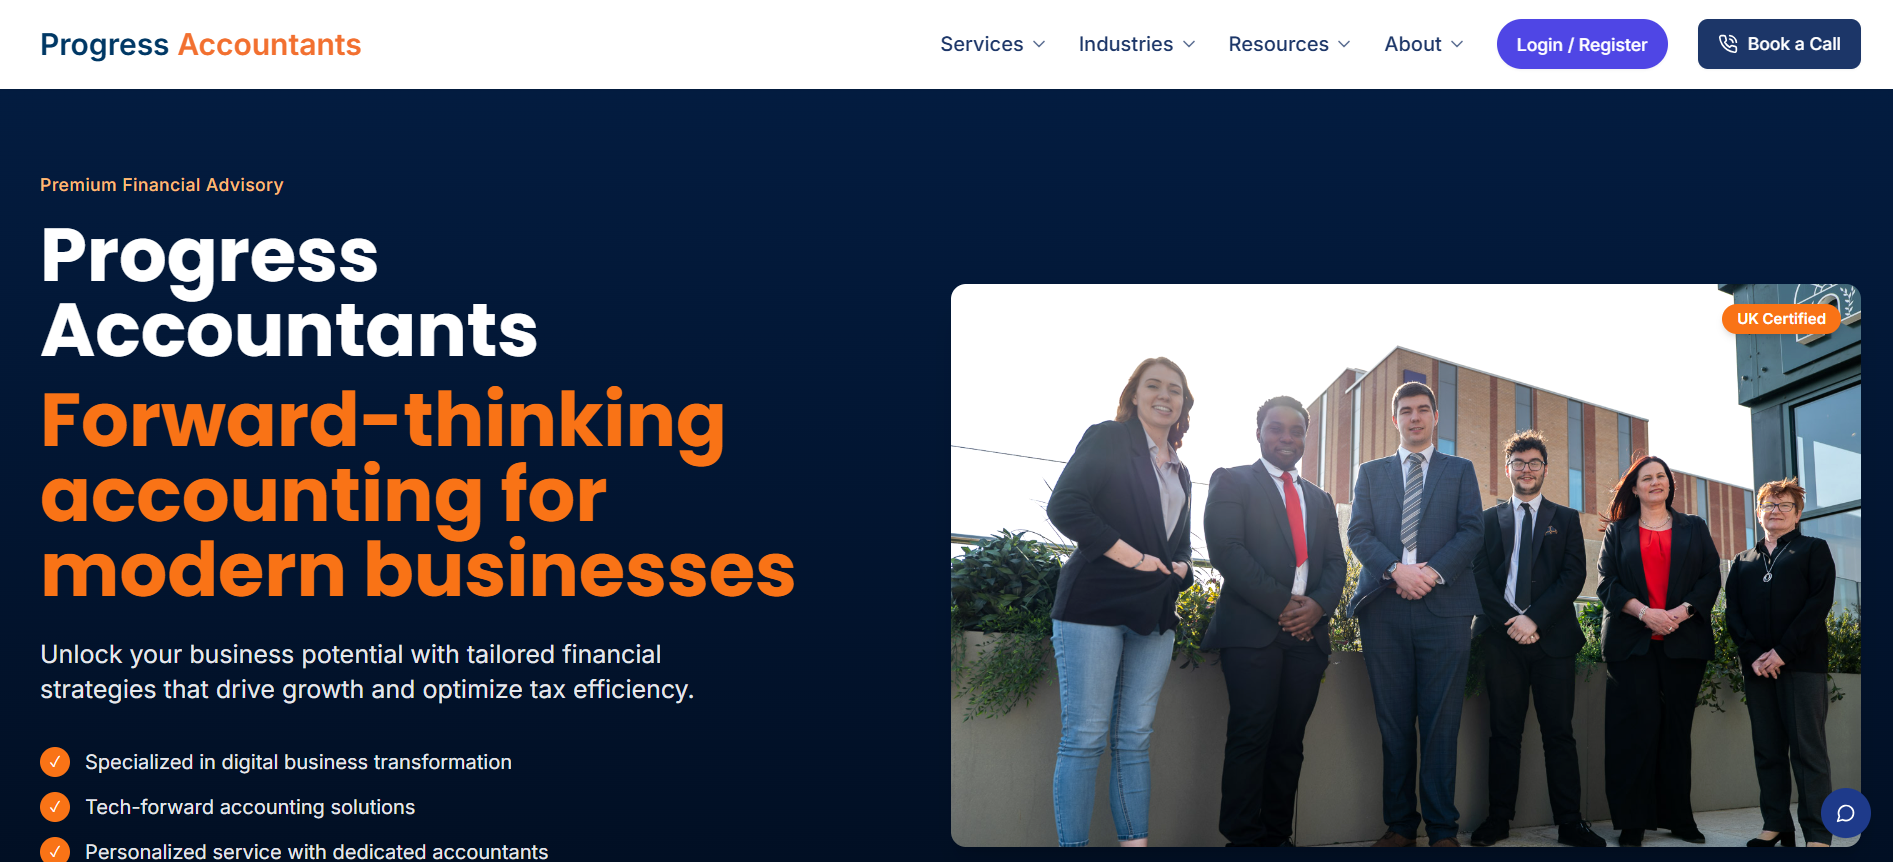 Progress Accountants
Services
Industries
Resources
About
Login / Register
Book a Call
Premium Financial Advisory
Progress
Accountants
Forward-thinking
accounting for
modern businesses
Unlock your business potential with tailored financial
strategies that drive growth and optimize tax efficiency.
Specialized in digital business transformation
Tech-forward accounting solutions
Personalized service with dedicated accountants
UK Certified